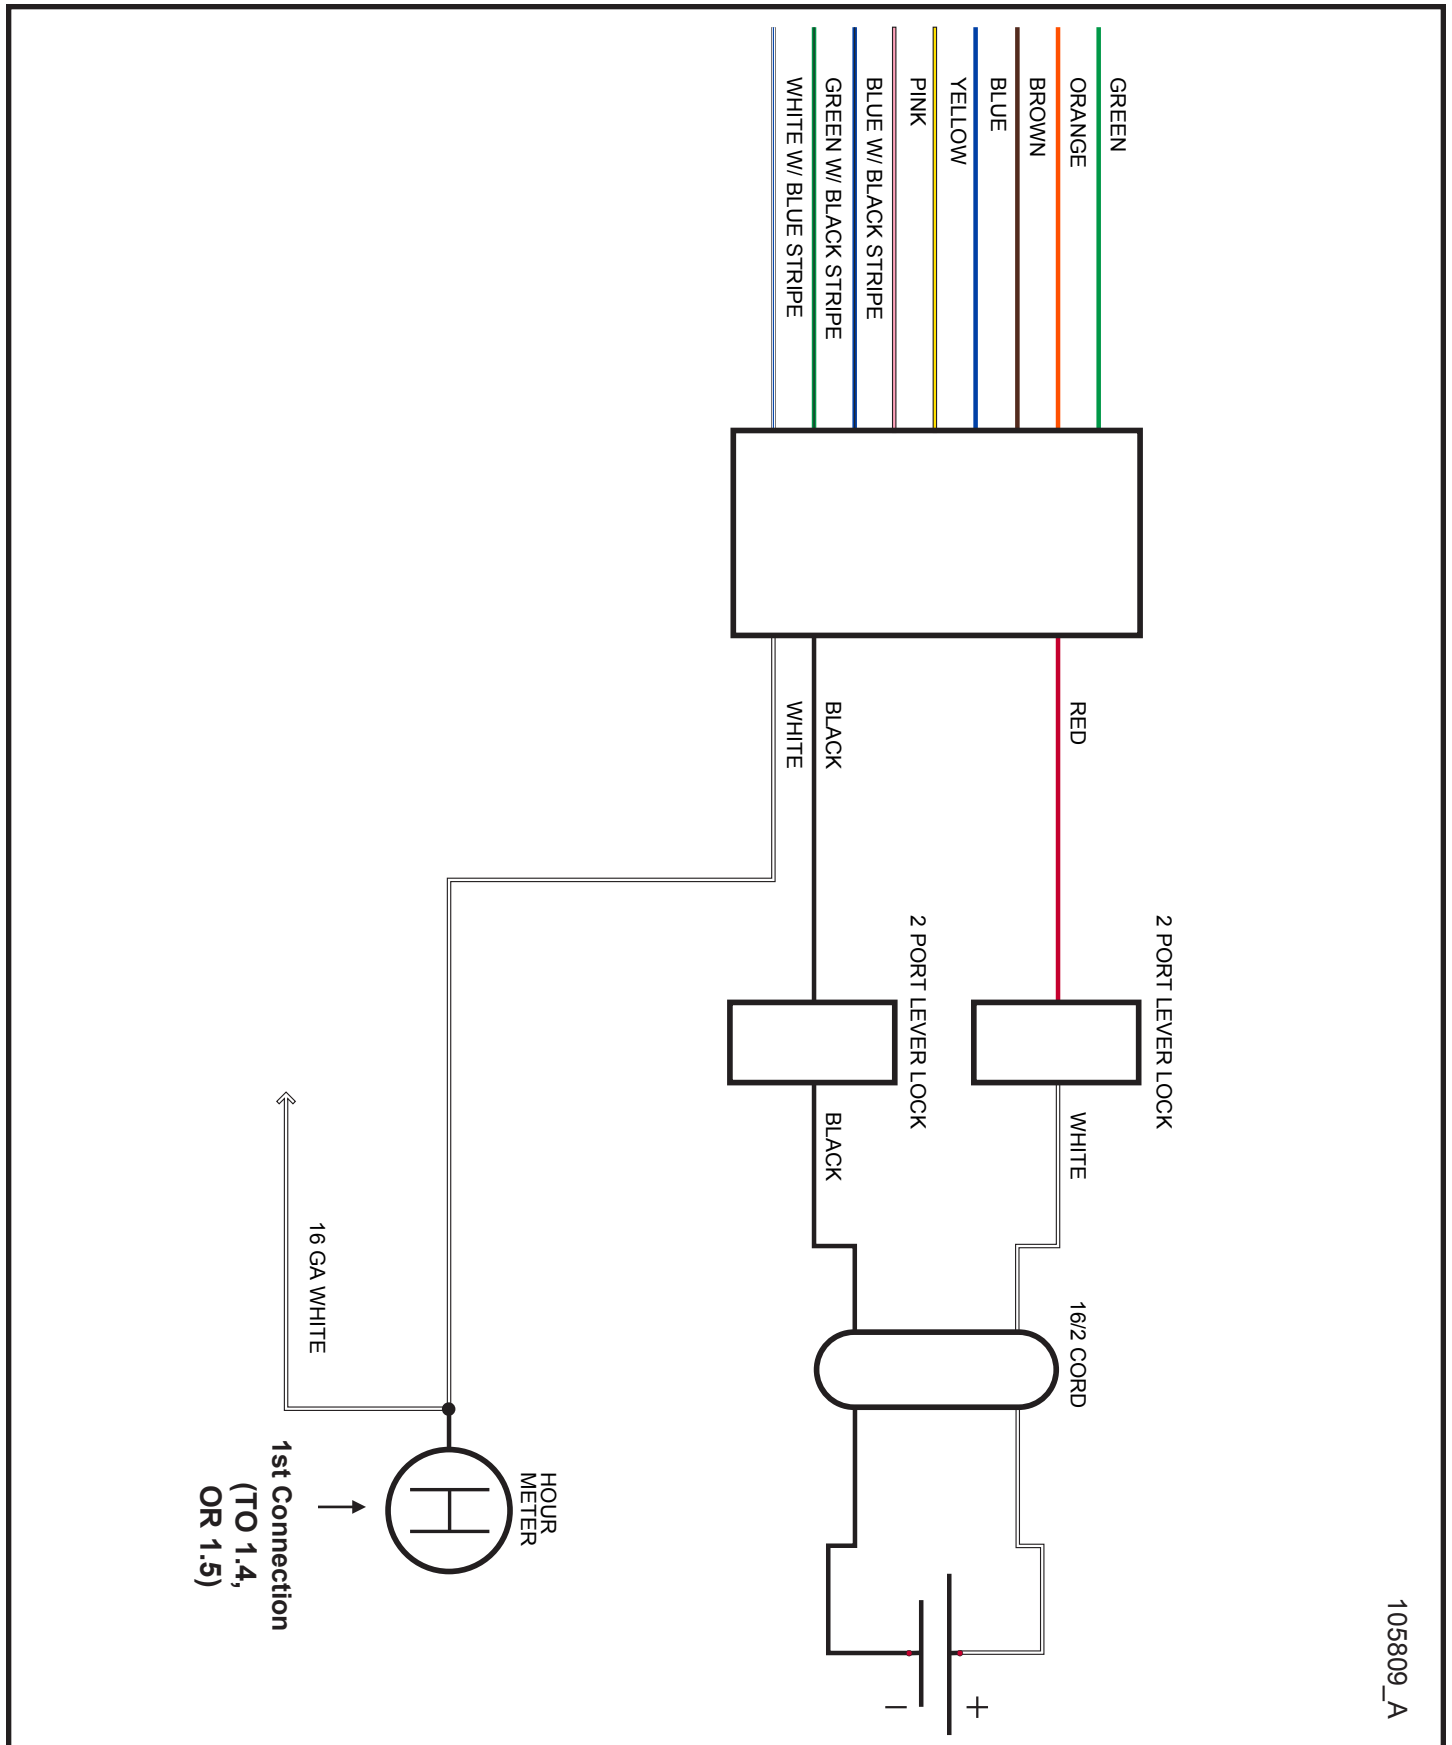 105809_A
GREEN
ORANGE
BROWN
BLUE
YELLOW
PINK
BLUE W/ BLACK STRIPE
GREEN W/ BLACK STRIPE
WHITE W/ BLUE STRIPE
RED
BLACK
WHITE
2 PORT LEVER LOCK
2 PORT LEVER LOCK
WHITE
BLACK
16/2 CORD
+
–
HOUR
METER
H
16 GA WHITE
1st Connection
(TO 1.4,
OR 1.5)